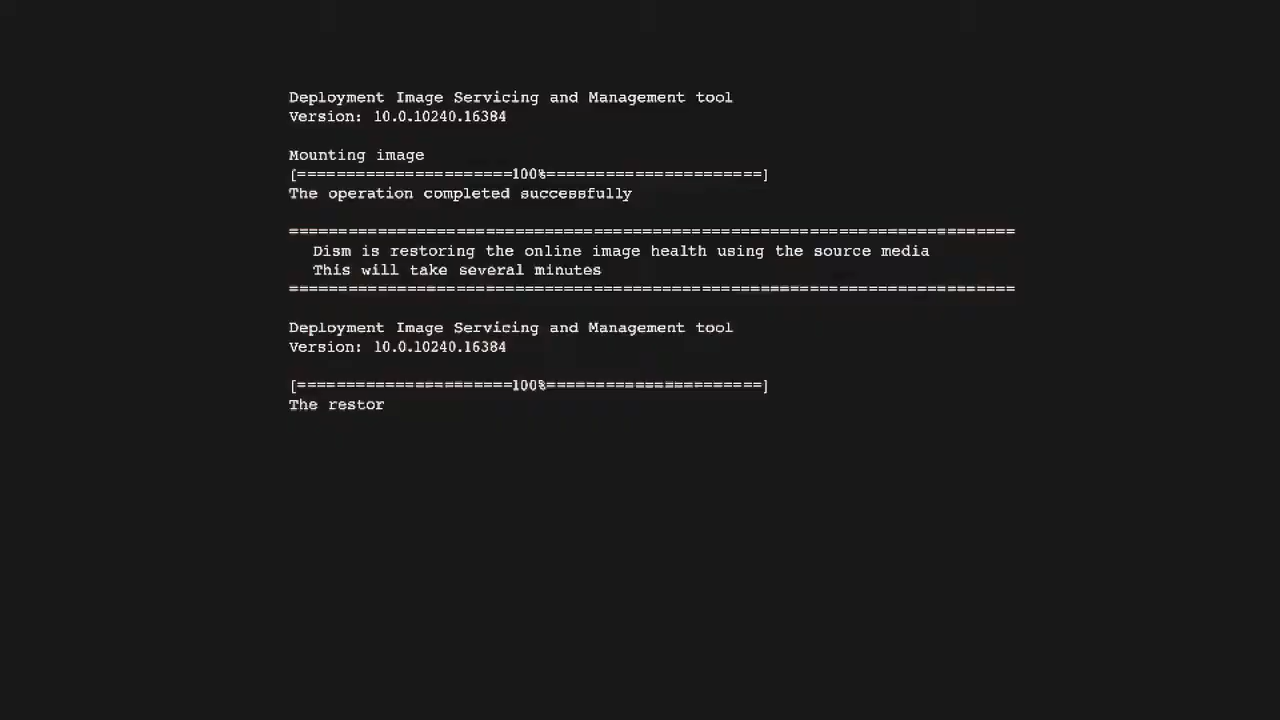 Deployment Image Servicing and Management tool
Version: 10.0.10240.16384
Mounting image
[======================100%======================]
The operation completed successfully
===========================================================================
Dism is restoring the online image health using the source media
This will take several minutes
===========================================================================
Deployment Image Servicing and Management tool
Version: 10.0.10240.16384
[======================100%======================]
The restor